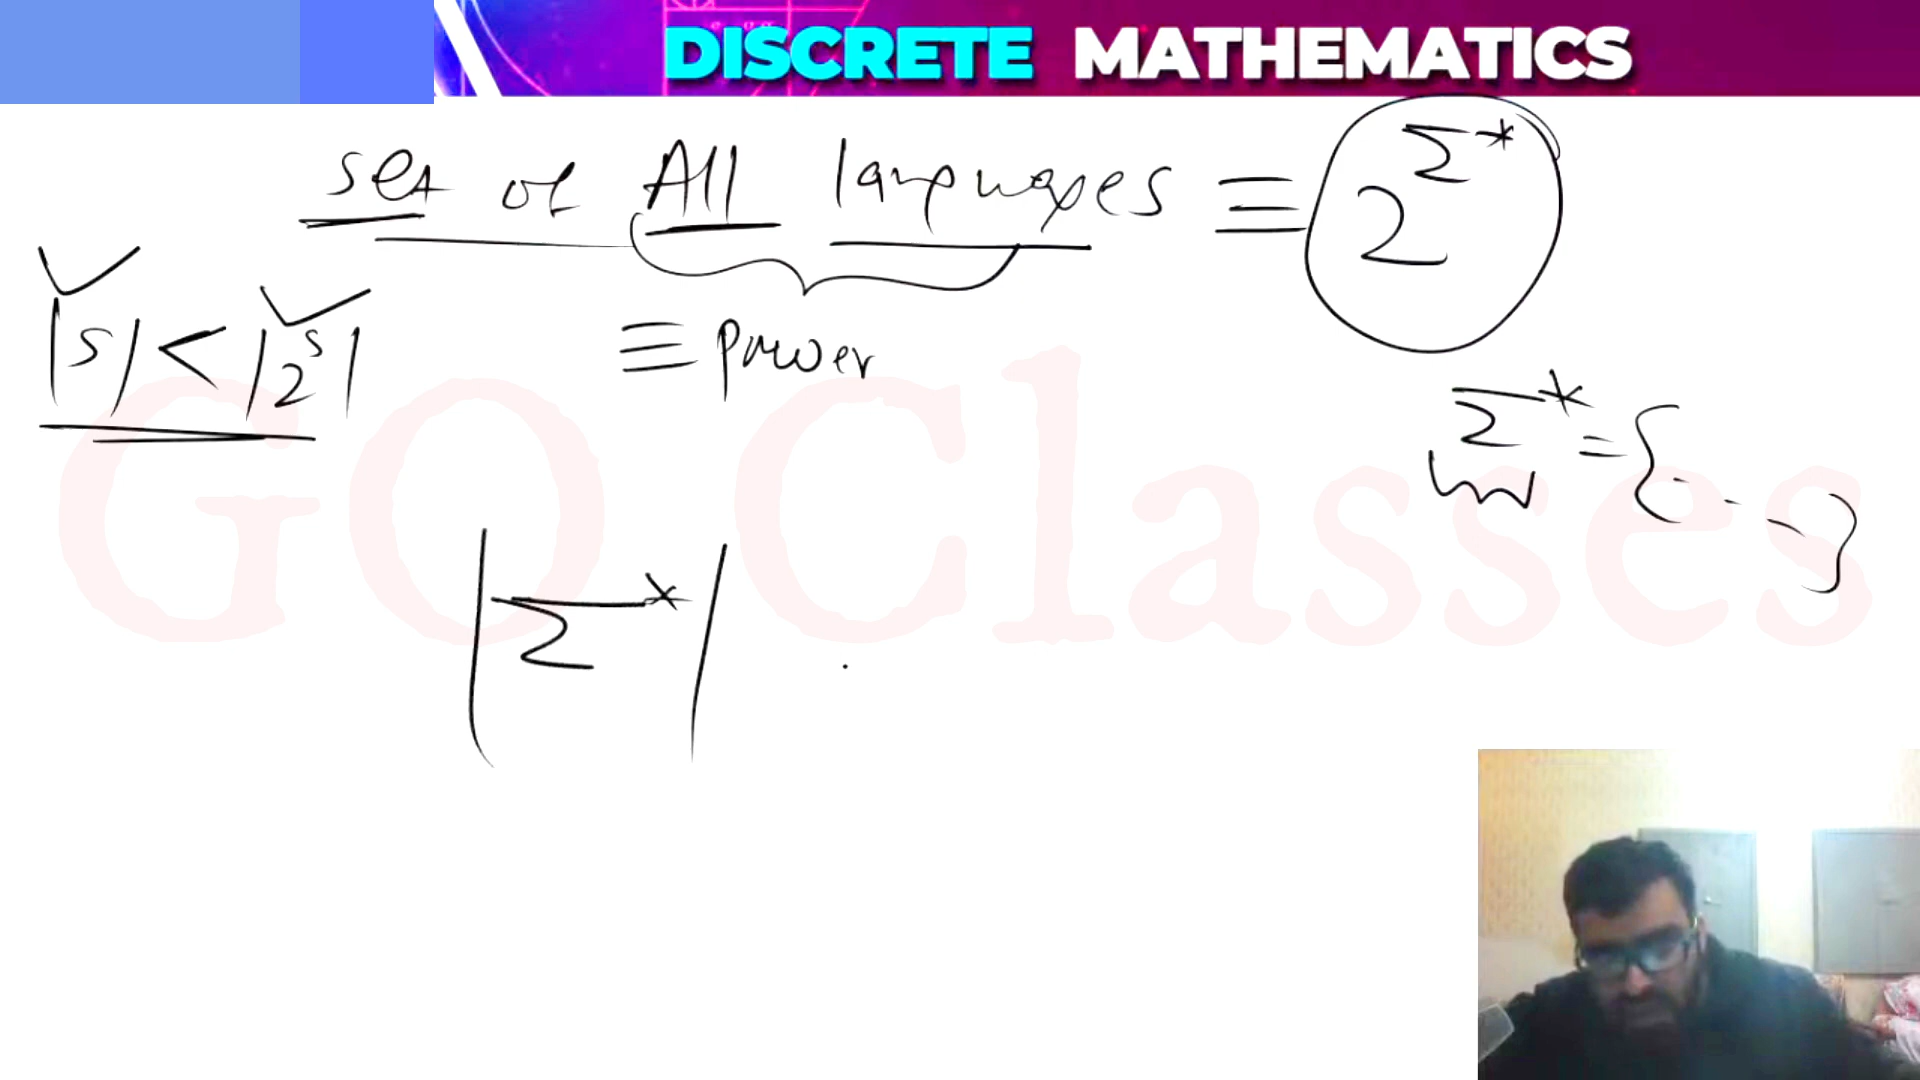 DISCRETE MATHEMATICS
set of All languages ≡ 2^Σ*
|S| < |2^S|
≡ power
Σ* = { - - - }
|Σ*|
GO Classes